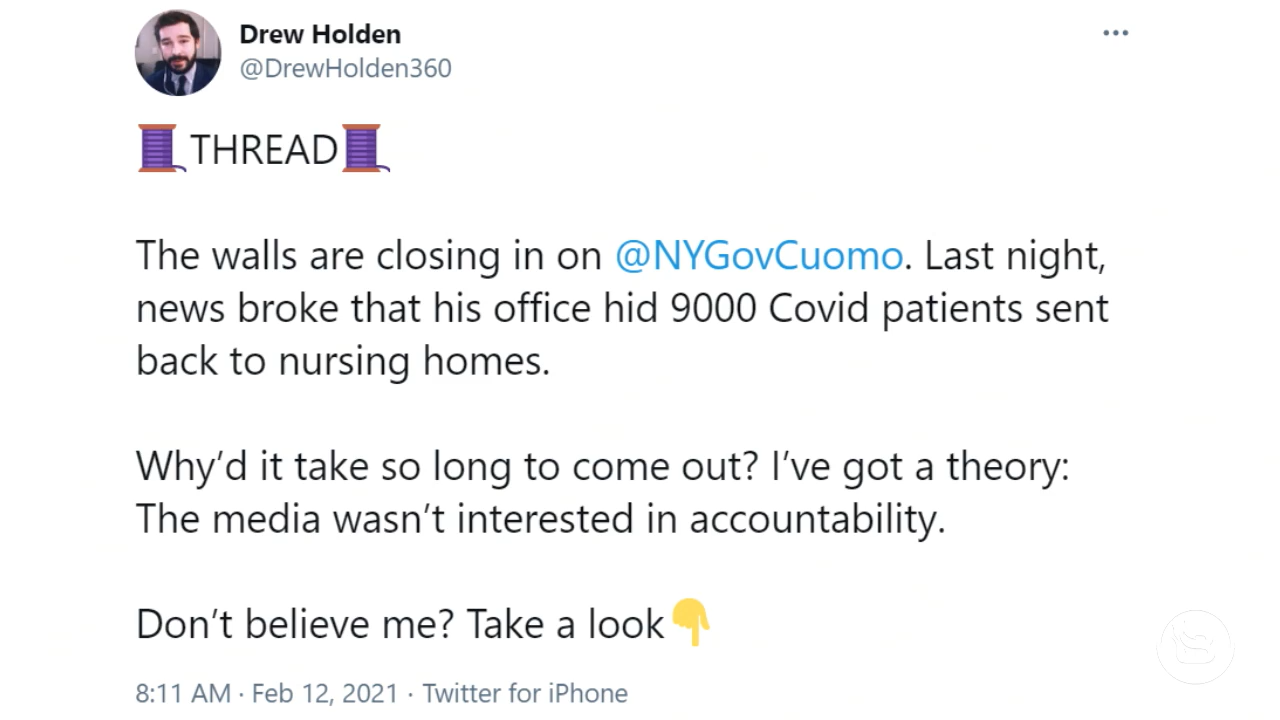 Drew Holden
@DrewHolden360
🧵THREAD🧵
The walls are closing in on @NYGovCuomo. Last night,
news broke that his office hid 9000 Covid patients sent
back to nursing homes.
Why’d it take so long to come out? I’ve got a theory:
The media wasn’t interested in accountability.
Don’t believe me? Take a look👇
8:11 AM · Feb 12, 2021 · Twitter for iPhone